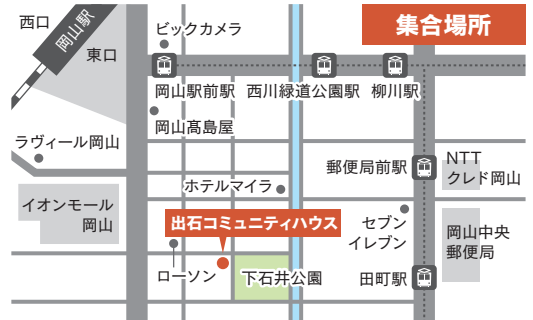 集合場所
西口
岡山駅
東口
ビックカメラ
岡山駅前駅
西川緑道公園駅
柳川駅
岡山髙島屋
ラヴィール岡山
郵便局前駅
NTT
クレド岡山
ホテルマイラ
イオンモール
岡山
出石コミュニティハウス
セブン
イレブン
岡山中央
郵便局
ローソン
下石井公園
田町駅